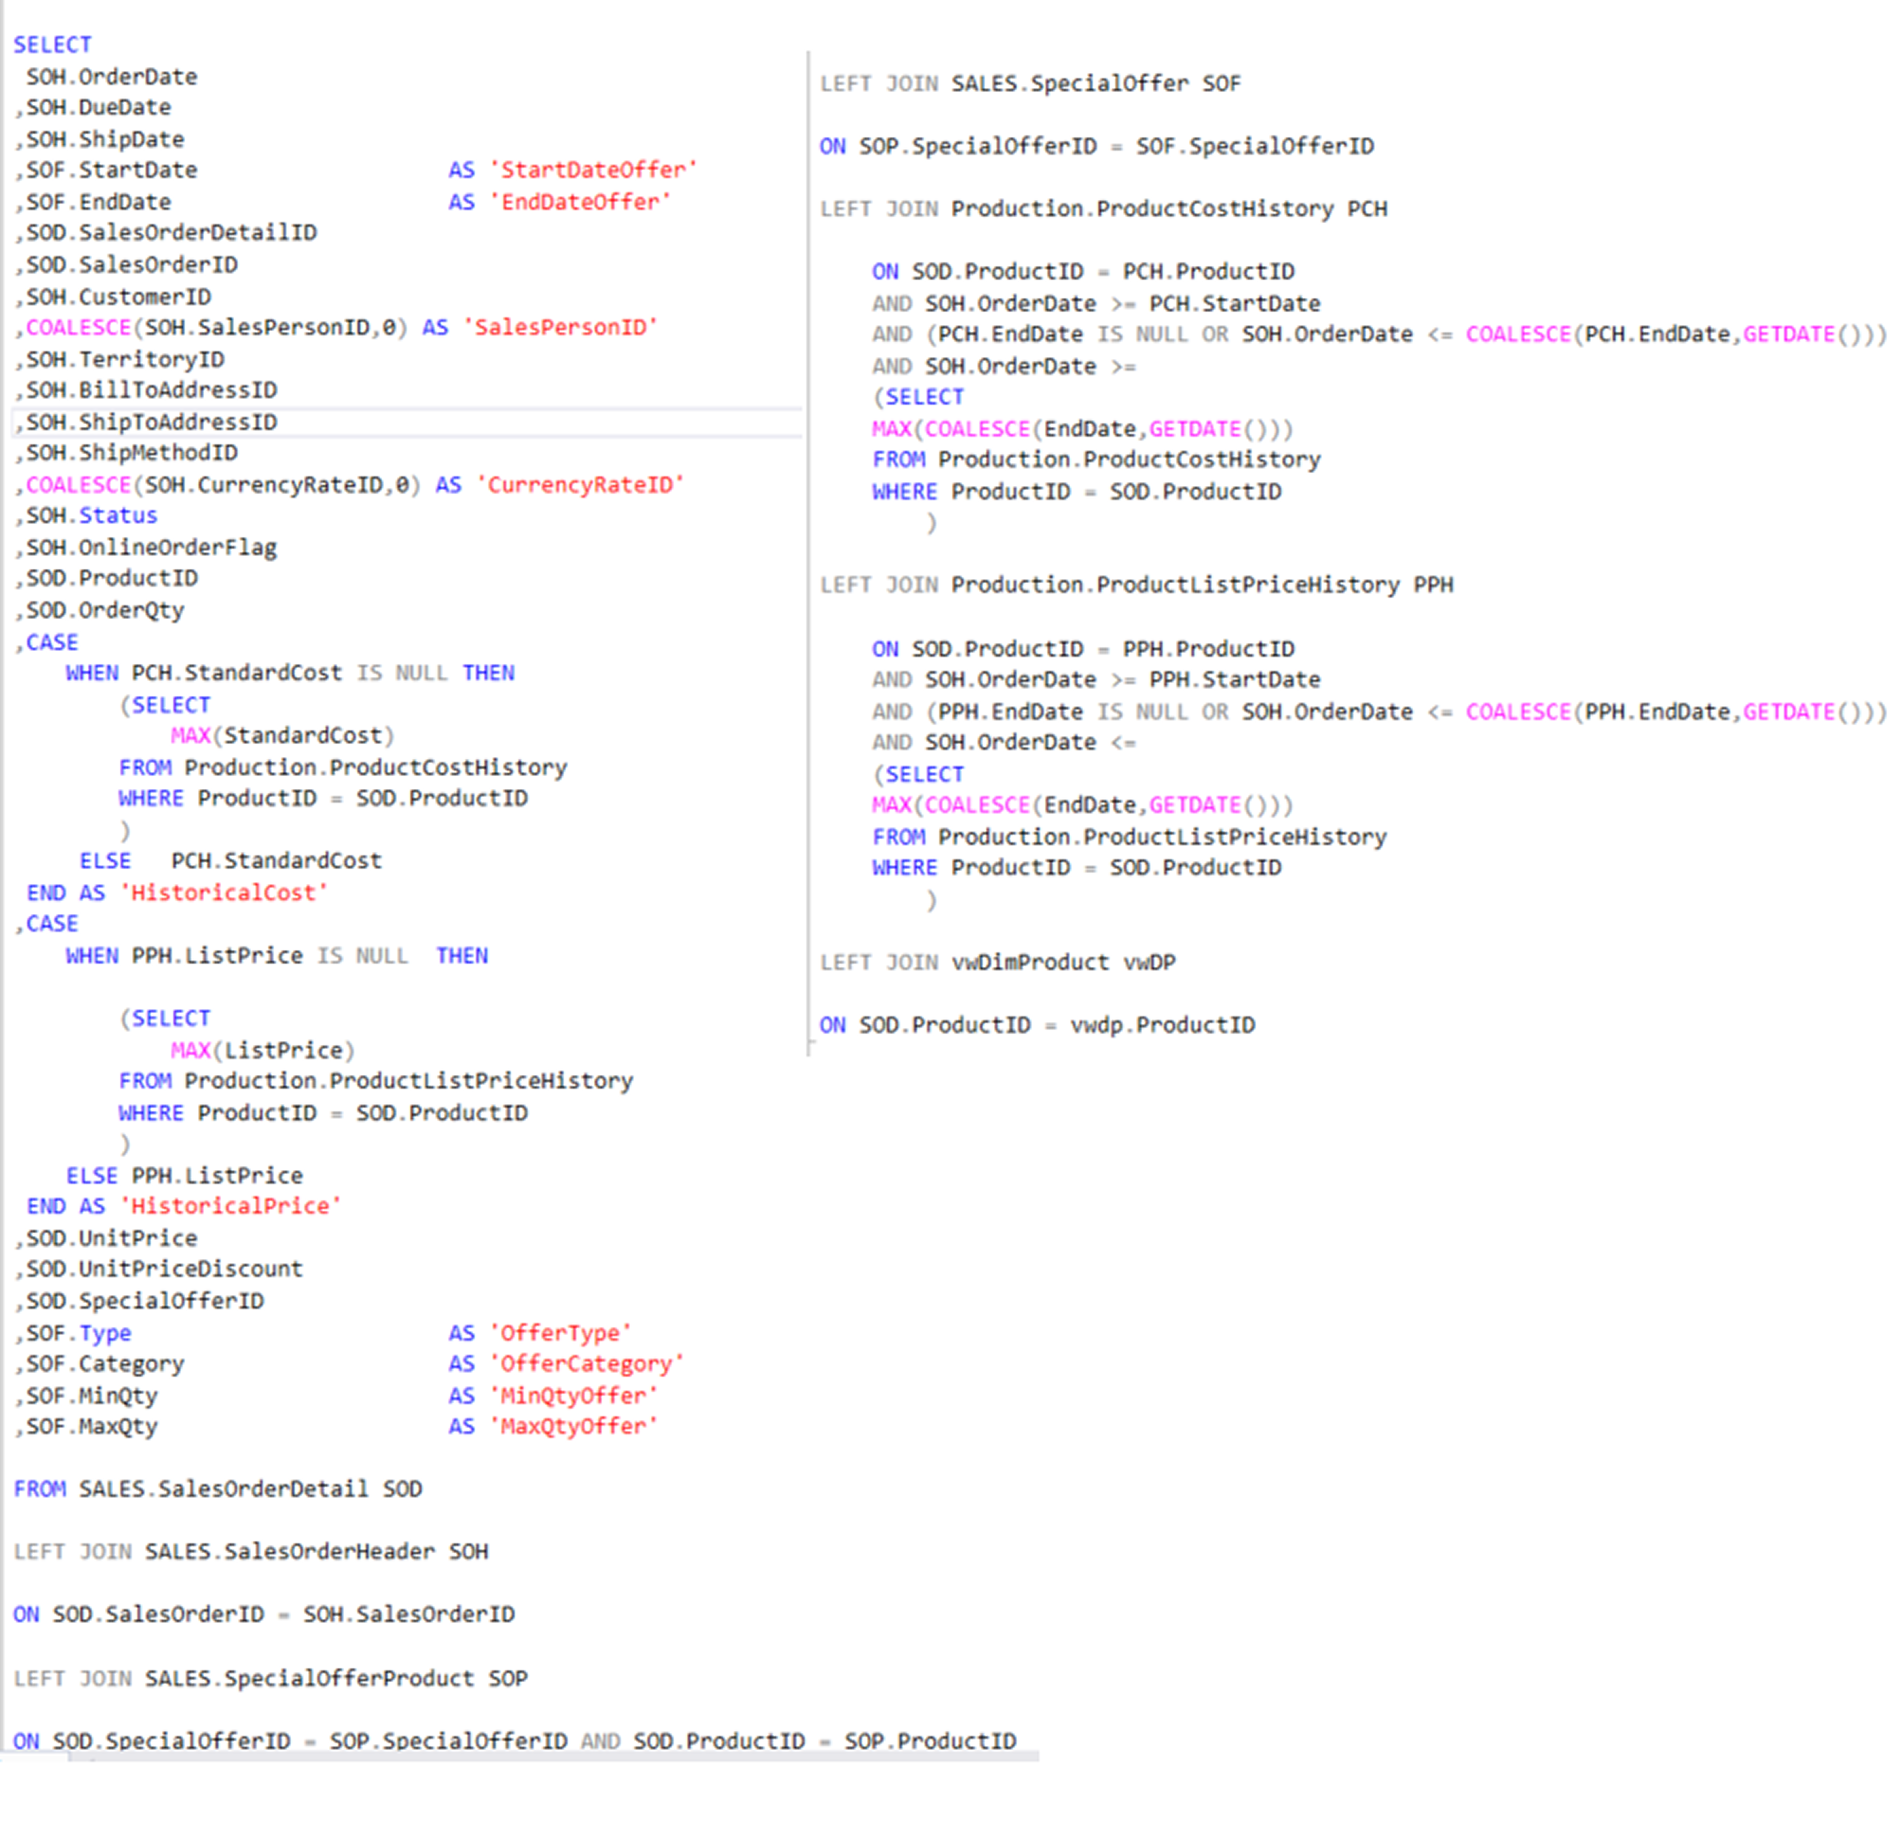 SELECT
SOH.OrderDate
,SOH.DueDate
,SOH.ShipDate
,SOF.StartDate AS 'StartDateOffer'
,SOF.EndDate AS 'EndDateOffer'
,SOD.SalesOrderDetailID
,SOD.SalesOrderID
,SOH.CustomerID
,COALESCE(SOH.SalesPersonID,0) AS 'SalesPersonID'
,SOH.TerritoryID
,SOH.BillToAddressID
,SOH.ShipToAddressID
,SOH.ShipMethodID
,COALESCE(SOH.CurrencyRateID,0) AS 'CurrencyRateID'
,SOH.Status
,SOH.OnlineOrderFlag
,SOD.ProductID
,SOD.OrderQty
,CASE
WHEN PCH.StandardCost IS NULL THEN
(SELECT
MAX(StandardCost)
FROM Production.ProductCostHistory
WHERE ProductID = SOD.ProductID
)
ELSE PCH.StandardCost
END AS 'HistoricalCost'
,CASE
WHEN PPH.ListPrice IS NULL THEN
(SELECT
MAX(ListPrice)
FROM Production.ProductListPriceHistory
WHERE ProductID = SOD.ProductID
)
ELSE PPH.ListPrice
END AS 'HistoricalPrice'
,SOD.UnitPrice
,SOD.UnitPriceDiscount
,SOD.SpecialOfferID
,SOF.Type AS 'OfferType'
,SOF.Category AS 'OfferCategory'
,SOF.MinQty AS 'MinQtyOffer'
,SOF.MaxQty AS 'MaxQtyOffer'
FROM SALES.SalesOrderDetail SOD
LEFT JOIN SALES.SalesOrderHeader SOH
ON SOD.SalesOrderID = SOH.SalesOrderID
LEFT JOIN SALES.SpecialOfferProduct SOP
ON SOD.SpecialOfferID = SOP.SpecialOfferID AND SOD.ProductID = SOP.ProductID
LEFT JOIN SALES.SpecialOffer SOF
ON SOP.SpecialOfferID = SOF.SpecialOfferID
LEFT JOIN Production.ProductCostHistory PCH
ON SOD.ProductID = PCH.ProductID
AND SOH.OrderDate >= PCH.StartDate
AND (PCH.EndDate IS NULL OR SOH.OrderDate <= COALESCE(PCH.EndDate,GETDATE()))
AND SOH.OrderDate >=
(SELECT
MAX(COALESCE(EndDate,GETDATE()))
FROM Production.ProductCostHistory
WHERE ProductID = SOD.ProductID
)
LEFT JOIN Production.ProductListPriceHistory PPH
ON SOD.ProductID = PPH.ProductID
AND SOH.OrderDate >= PPH.StartDate
AND (PPH.EndDate IS NULL OR SOH.OrderDate <= COALESCE(PPH.EndDate,GETDATE()))
AND SOH.OrderDate <=
(SELECT
MAX(COALESCE(EndDate,GETDATE()))
FROM Production.ProductListPriceHistory
WHERE ProductID = SOD.ProductID
)
LEFT JOIN vwDimProduct vwDP
ON SOD.ProductID = vwdp.ProductID